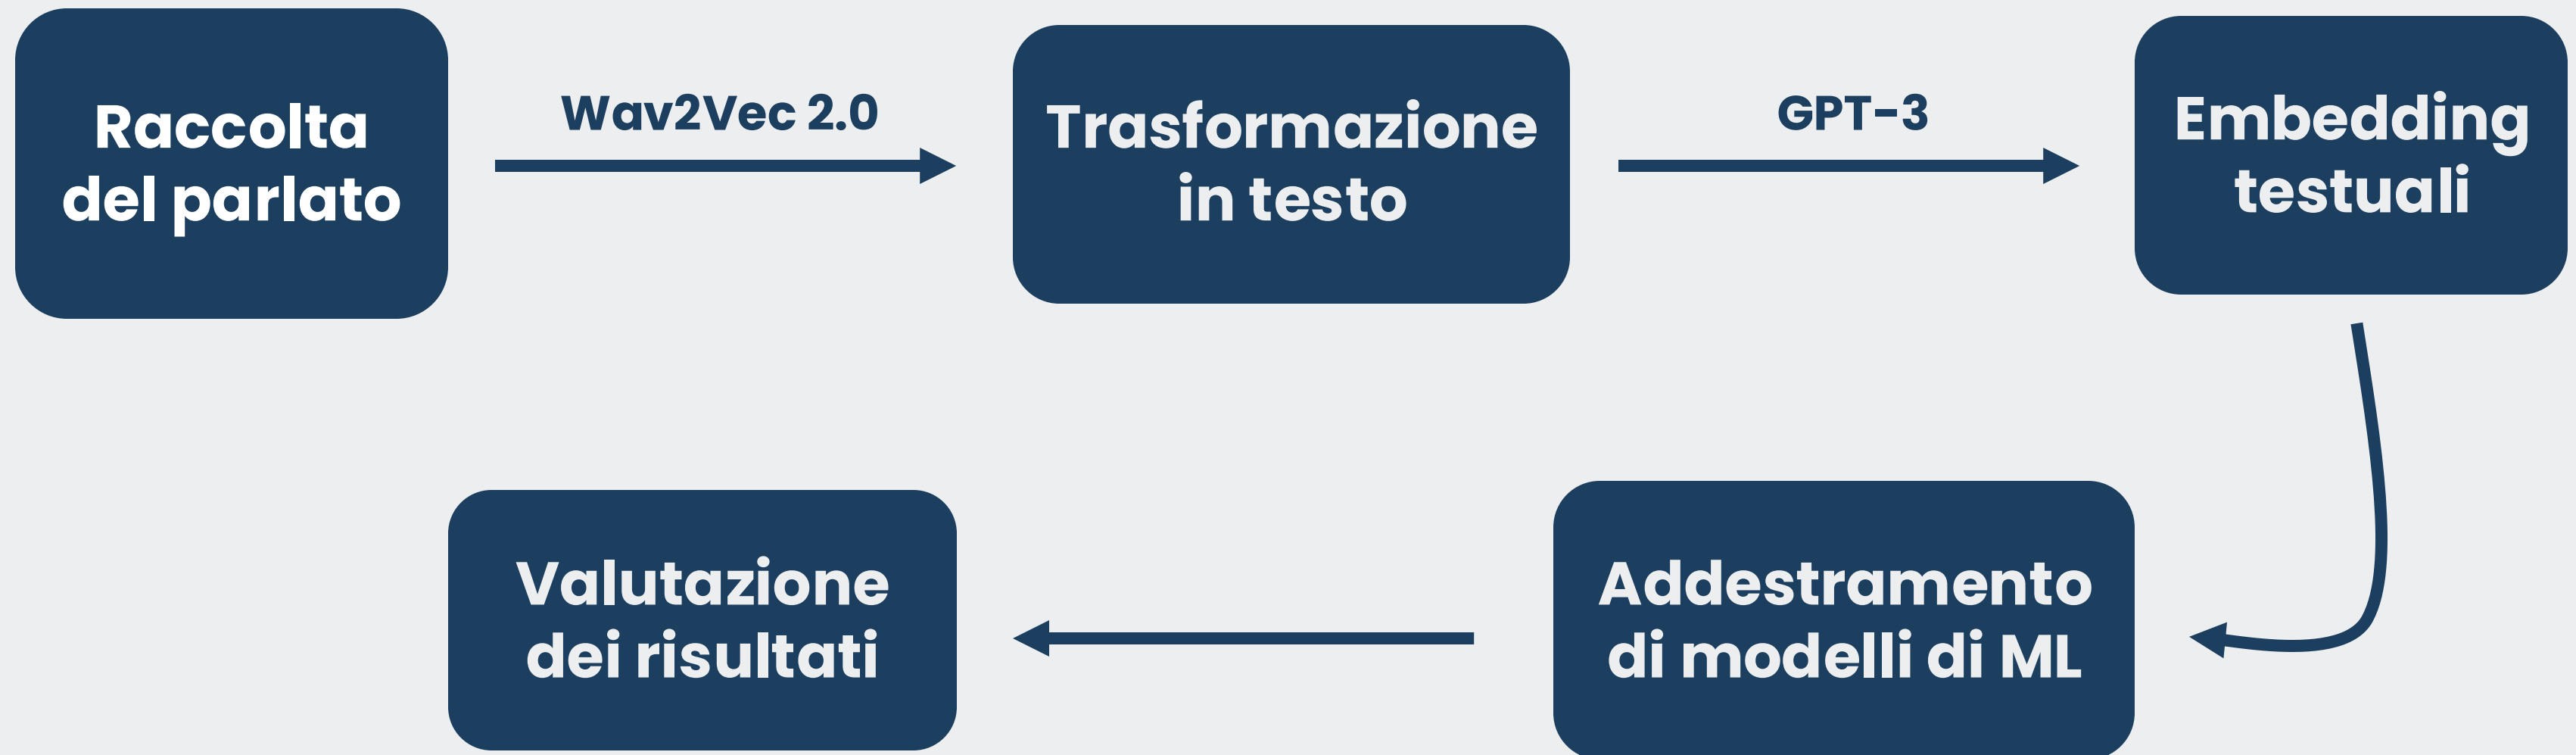 Raccolta
del parlato
Wav2Vec 2.0
Trasformazione
in testo
GPT-3
Embedding
testuali
Addestramento
di modelli di ML
Valutazione
dei risultati